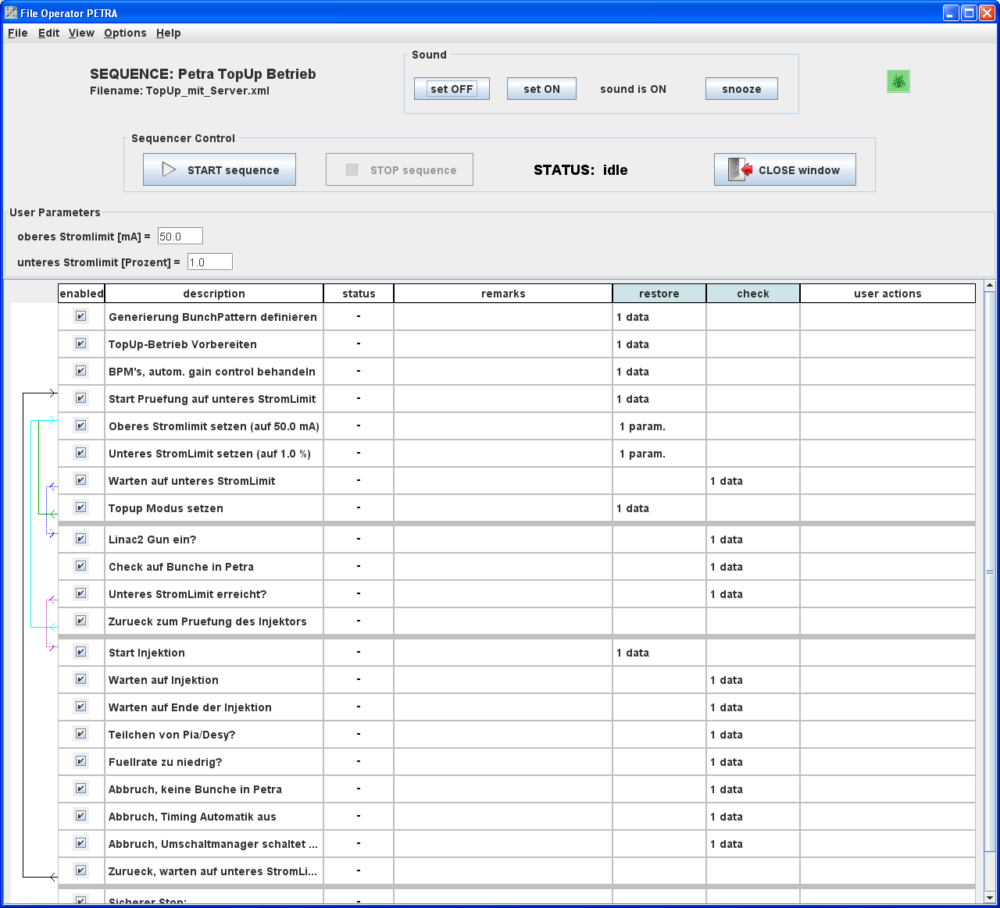 File Operator PETRA
File Edit View Options Help
SEQUENCE: Petra TopUp Betrieb
Filename: TopUp_mit_Server.xml
Sound
set OFF set ON sound is ON snooze
Sequencer Control
START sequence STOP sequence STATUS: idle CLOSE window
User Parameters
oberes Stromlimit [mA] = 50.0
unteres Stromlimit [Prozent] = 1.0
enabled description status remarks restore check user actions
Generierung BunchPattern definieren - 1 data
TopUp-Betrieb Vorbereiten - 1 data
BPM's, autom. gain control behandeln - 1 data
Start Pruefung auf unteres StromLimit - 1 data
Oberes Stromlimit setzen (auf 50.0 mA) - 1 param.
Unteres StromLimit setzen (auf 1.0 %) - 1 param.
Warten auf unteres StromLimit - 1 data
Topup Modus setzen - 1 data
Linac2 Gun ein? - 1 data
Check auf Bunche in Petra - 1 data
Unteres StromLimit erreicht? - 1 data
Zurueck zum Pruefung des Injektors -
Start Injektion - 1 data
Warten auf Injektion - 1 data
Warten auf Ende der Injektion - 1 data
Teilchen von Pia/Desy? - 1 data
Fuellrate zu niedrig? - 1 data
Abbruch, keine Bunche in Petra - 1 data
Abbruch, Timing Automatik aus - 1 data
Abbruch, Umschaltmanager schaltet ... - 1 data
Zurueck, warten auf unteres StromLi... -
Sicherer Stop: -